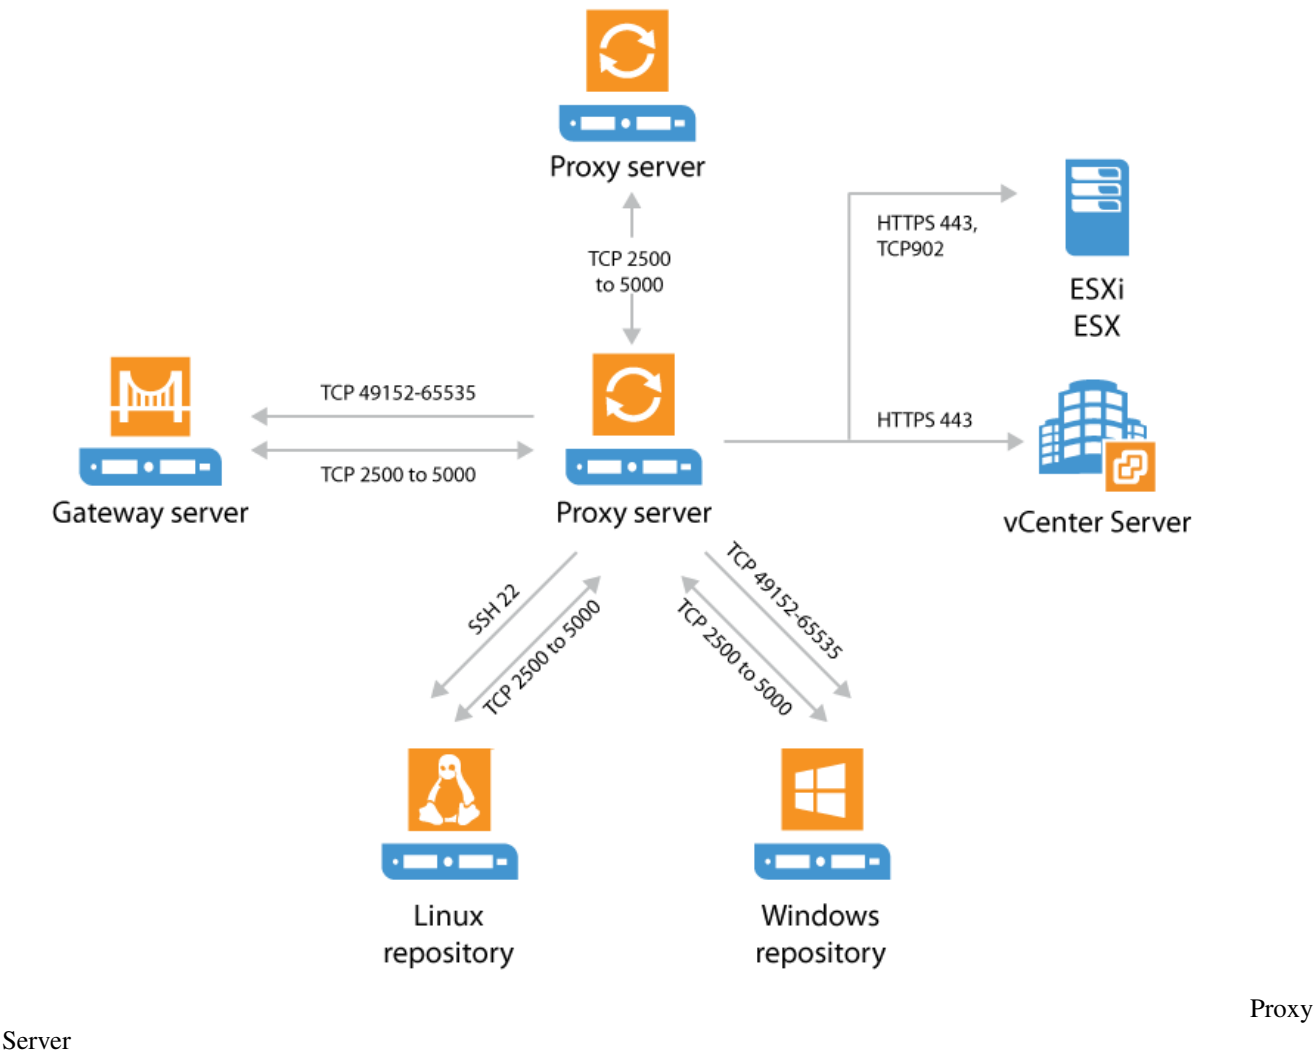 Proxy server
TCP 2500
to 5000
HTTPS 443,
TCP902
ESXi
ESX
TCP 49152-65535
TCP 2500 to 5000
Gateway server
Proxy server
HTTPS 443
vCenter Server
SSH 22
TCP 2500 to 5000
TCP 2500 to 5000
TCP 49152-65535
Linux
repository
Windows
repository
Proxy
Server